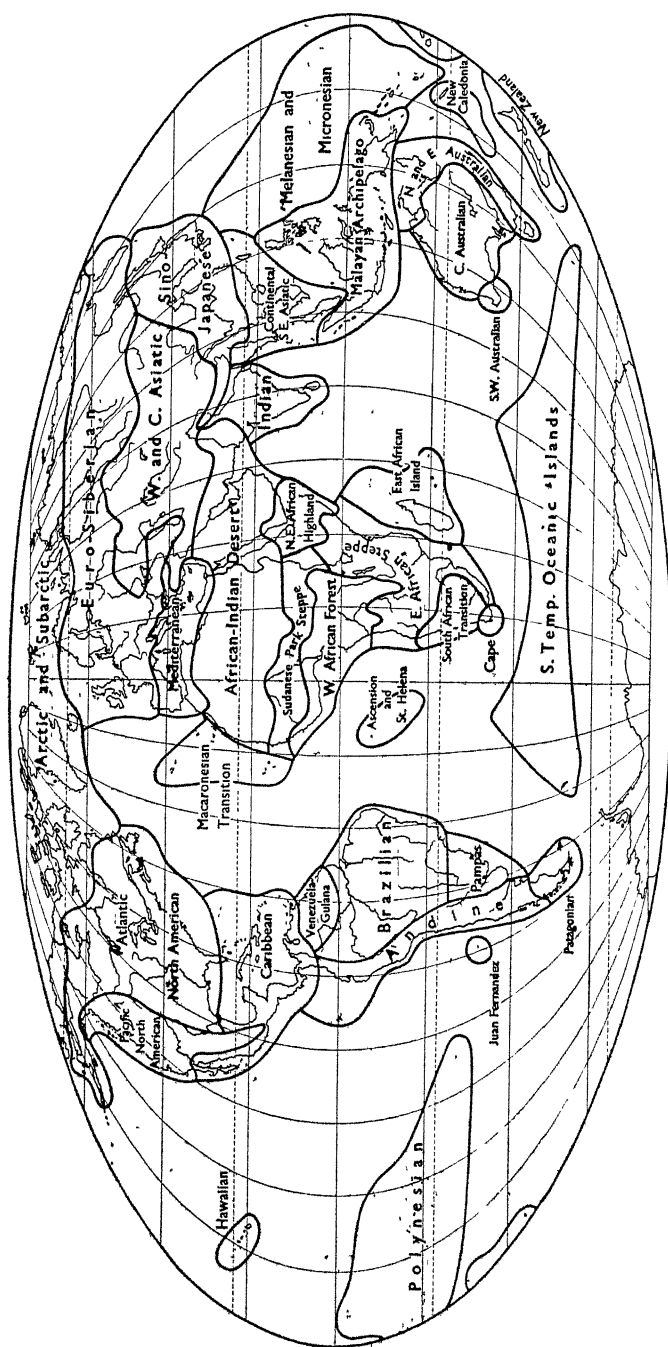 Arctic and Subarctic
Euro-Siberian
W. and C. Asiatic
Sino
Japanese
Pacific
North
American
Atlantic
North American
Mediterranean
Macaronesian
Transition
African-Indian Desert
Hawaiian
Caribbean
Venezuela
Guiana
Sudanese Park Steppe
N.E African
Highland
W. African Forest
Indian
Continental
S.E. Asiatic
Melanesian and
Micronesian
Malayan Archipelago
Brazilian
Andine
Pampas
Ascension
and
St. Helena
E. African Steppe
East African
Island
South African
Transition
Cape
Polynesian
Juan Fernandez
Patagonian
N and E Australian
C. Australian
S.W. Australian
New
Caledonia
New Zealand
S. Temp. Oceanic Islands